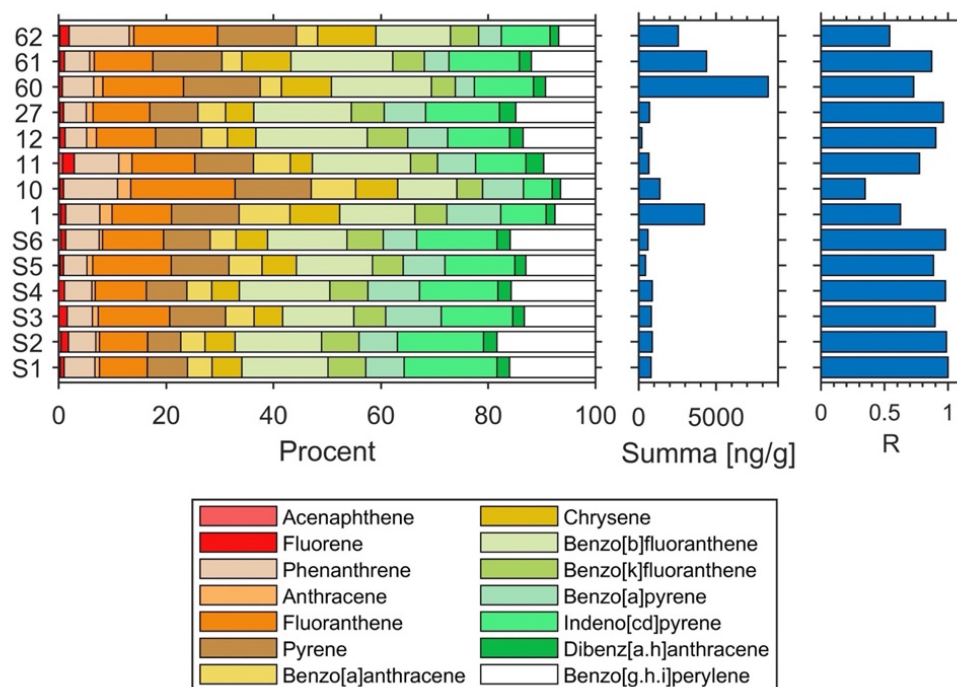 62
61
60
27
12
11
10
1
S6
S5
S4
S3
S2
S1
0 20 40 60 80 100
Procent
0 5000
Summa [ng/g]
0 0.5 1
R
Acenaphthene
Fluorene
Phenanthrene
Anthracene
Fluoranthene
Pyrene
Benzo[a]anthracene
Chrysene
Benzo[b]fluoranthene
Benzo[k]fluoranthene
Benzo[a]pyrene
Indeno[cd]pyrene
Dibenz[a.h]anthracene
Benzo[g.h.i]perylene